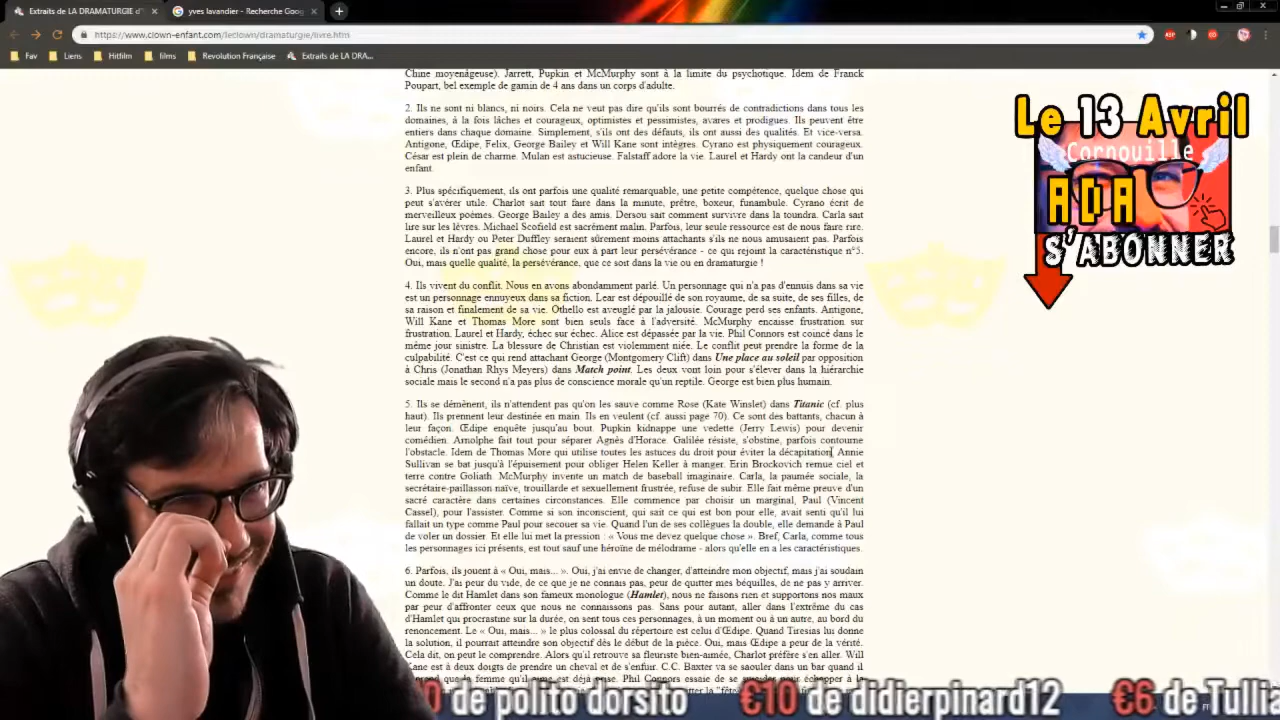 Extraits de LA DRAMATURGIE d'
yves lavandier - Recherche Goog
https://www.clown-enfant.com/leclown/dramaturgie/livre.htm
Fav
Liens
Hitfilm
films
Revolution Française
Extraits de LA DRA...
Chine moyenâgeuse). Jarrett, Pupkin et McMurphy sont à la limite du psychotique. Idem de Franck
Poupart, bel exemple de gamin de 4 ans dans un corps d'adulte.
2. Ils ne sont ni blancs, ni noirs. Cela ne veut pas dire qu'ils sont bourrés de contradictions dans tous les
domaines, à la fois lâches et courageux, optimistes et pessimistes, avares et prodigues. Ils peuvent être
entiers dans chaque domaine. Simplement, s'ils ont des défauts, ils ont aussi des qualités. Et vice-versa.
Antigone, Œdipe, Felix, George Bailey et Will Kane sont intègres. Cyrano est physiquement courageux.
César est plein de charme. Mulan est astucieuse. Falstaff adore la vie. Laurel et Hardy ont la candeur d'un
enfant.
3. Plus spécifiquement, ils ont parfois une qualité remarquable, une petite compétence, quelque chose qui
peut s'avérer utile. Charlot sait tout faire dans la minute, prêtre, boxeur, funambule. Cyrano écrit de
merveilleux poèmes. George Bailey a des amis. Dersou sait comment survivre dans la toundra. Carla sait
lire sur les lèvres. Michael Scofield est sacrément malin. Parfois, leur seule ressource est de nous faire rire.
Laurel et Hardy ou Peter Duffley seraient sûrement moins attachants s'ils ne nous amusaient pas. Parfois
encore, ils n'ont pas grand chose pour eux à part leur persévérance - ce qui rejoint la caractéristique n°5.
Oui, mais quelle qualité, la persévérance, que ce soit dans la vie ou en dramaturgie !
4. Ils vivent du conflit. Nous en avons abondamment parlé. Un personnage qui n'a pas d'ennuis dans sa vie
est un personnage ennuyeux dans sa fiction. Lear est dépouillé de son royaume, de sa suite, de ses filles, de
sa raison et finalement de sa vie. Othello est aveuglé par la jalousie. Courage perd ses enfants. Antigone,
Will Kane et Thomas More sont bien seuls face à l'adversité. McMurphy encaisse frustration sur
frustration. Laurel et Hardy, échec sur échec. Alice est dépassée par la vie. Phil Connors est coincé dans le
même jour sinistre. La blessure de Christian est violemment niée. Le conflit peut prendre la forme de la
culpabilité. C'est ce qui rend attachant George (Montgomery Clift) dans Une place au soleil par opposition
à Chris (Jonathan Rhys Meyers) dans Match point. Les deux vont loin pour s'élever dans la hiérarchie
sociale mais le second n'a pas plus de conscience morale qu'un reptile. George est bien plus humain.
5. Ils se démènent, ils n'attendent pas qu'on les sauve comme Rose (Kate Winslet) dans Titanic (cf. plus
haut). Ils prennent leur destinée en main. Ils en veulent (cf. aussi page 70). Ce sont des battants, chacun à
leur façon. Œdipe enquête jusqu'au bout. Pupkin kidnappe une vedette (Jerry Lewis) pour devenir
comédien. Arnolphe fait tout pour séparer Agnès d'Horace. Galilée résiste, s'obstine, parfois contourne
l'obstacle. Idem de Thomas More qui utilise toutes les astuces du droit pour éviter la décapitation. Annie
Sullivan se bat jusqu'à l'épuisement pour obliger Helen Keller à manger. Erin Brockovich remue ciel et
terre contre Goliath. McMurphy invente un match de baseball imaginaire. Carla, la paumée sociale, la
secrétaire-paillasson naïve, trouillarde et sexuellement frustrée, refuse de subir. Elle fait même preuve d'un
sacré caractère dans certaines circonstances. Elle commence par choisir un marginal, Paul (Vincent
Cassel), pour l'assister. Comme si son inconscient, qui sait ce qui est bon pour elle, avait senti qu'il lui
fallait un type comme Paul pour secouer sa vie. Quand l'un de ses collègues la double, elle demande à Paul
de voler un dossier. Et elle lui met la pression : « Vous me devez quelque chose ». Bref, Carla, comme tous
les personnages ici présents, est tout sauf une héroïne de mélodrame - alors qu'elle en a les caractéristiques.
6. Parfois, ils jouent à « Oui, mais... ». Oui, j'ai envie de changer, d'atteindre mon objectif, mais j'ai soudain
un doute. J'ai peur du vide, de ce que je ne connais pas, peur de quitter mes béquilles, de ne pas y arriver.
Comme le dit Hamlet dans son fameux monologue (Hamlet), nous ne faisons rien et supportons nos maux
par peur d'affronter ceux que nous ne connaissons pas. Sans pour autant, aller dans l'extrême du cas
d'Hamlet qui procrastine sur la durée, on sent tous ces personnages, à un moment ou à un autre, au bord du
renoncement. Le « Oui, mais... » le plus colossal du répertoire est celui d'Œdipe. Quand Tiresias lui donne
la solution, il pourrait atteindre son objectif dès le début de la pièce. Oui, mais Œdipe a peur de la vérité.
Cela dit, on peut le comprendre. Alors qu'il retrouve sa fleuriste bien-aimée, Charlot préfère s'en aller. Will
Kane est à deux doigts de prendre un cheval et de s'enfuir. C.C. Baxter va se saouler dans un bar quand il
que la femme qu'il aime est déjà prise. Phil Connors essaie de se suicider pour échapper à la
Le 13 Avril
Cornouille
ADA
S'ABONNER
0 de polito dorsito €10 de didierpinard12 €6 de Tullia